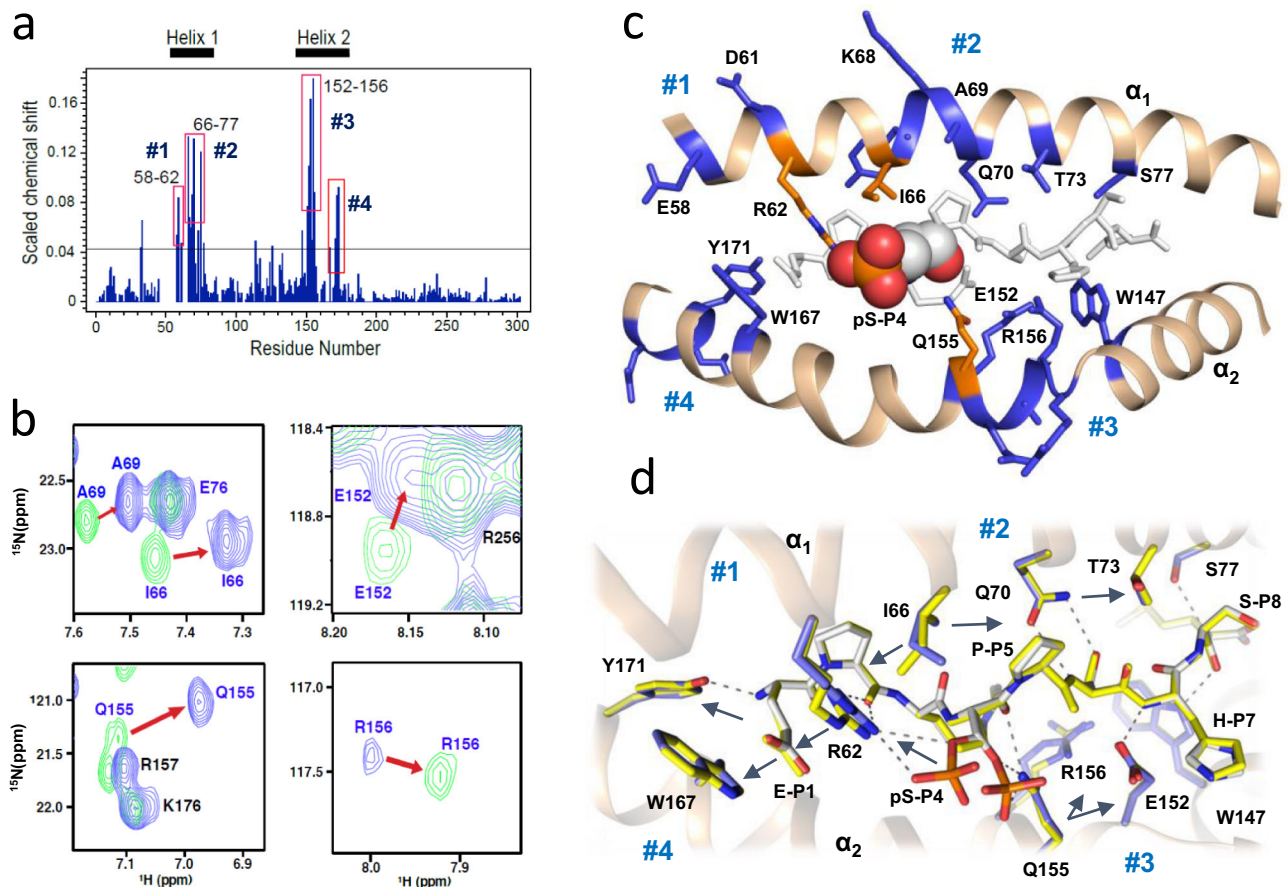 a
Helix 1
Helix 2
Scaled chemical shift
0.16
0.12
0.08
0.04
0
152-156
66-77
#3
#1
#2
58-62
#4
0
50
100
150
200
250
300
Residue Number
b
¹⁵N(ppm)
22.5
23.0
A69
A69
E76
I66
I66
7.6
7.5
7.4
7.3
118.4
118.8
119.2
E152
R256
E152
8.20
8.15
8.10
¹⁵N(ppm)
121.0
21.5
22.0
Q155
Q155
R157
K176
7.1
7.0
6.9
¹H (ppm)
117.0
117.5
R156
R156
8.0
7.9
¹H (ppm)
c
#2
K68
D61
#1
A69
α₁
E58
R62
I66
Q70
T73
S77
Y171
W167
pS-P4
E152
W147
Q155
R156
α₂
#4
#3
d
#2
α₁
#1
T73
S77
Q70
I66
S-P8
P-P5
Y171
R62
H-P7
W167
E-P1
pS-P4
R156
E152
W147
#4
α₂
Q155
#3